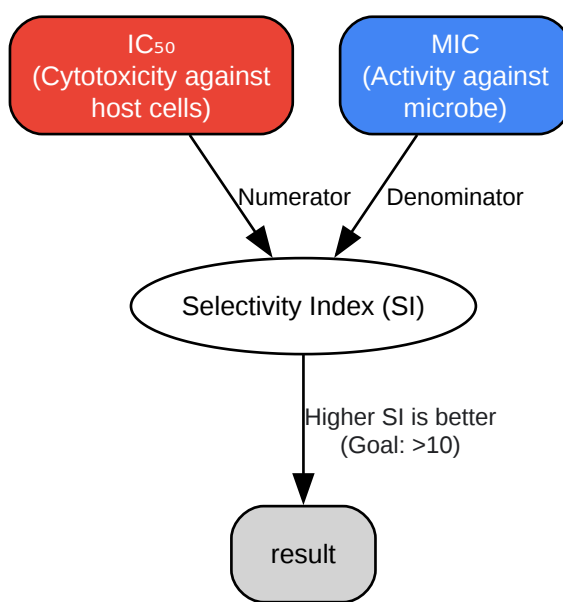 IC₅₀
(Cytotoxicity against
host cells)
MIC
(Activity against
microbe)
Numerator
Denominator
Selectivity Index (SI)
Higher SI is better
(Goal: >10)
result